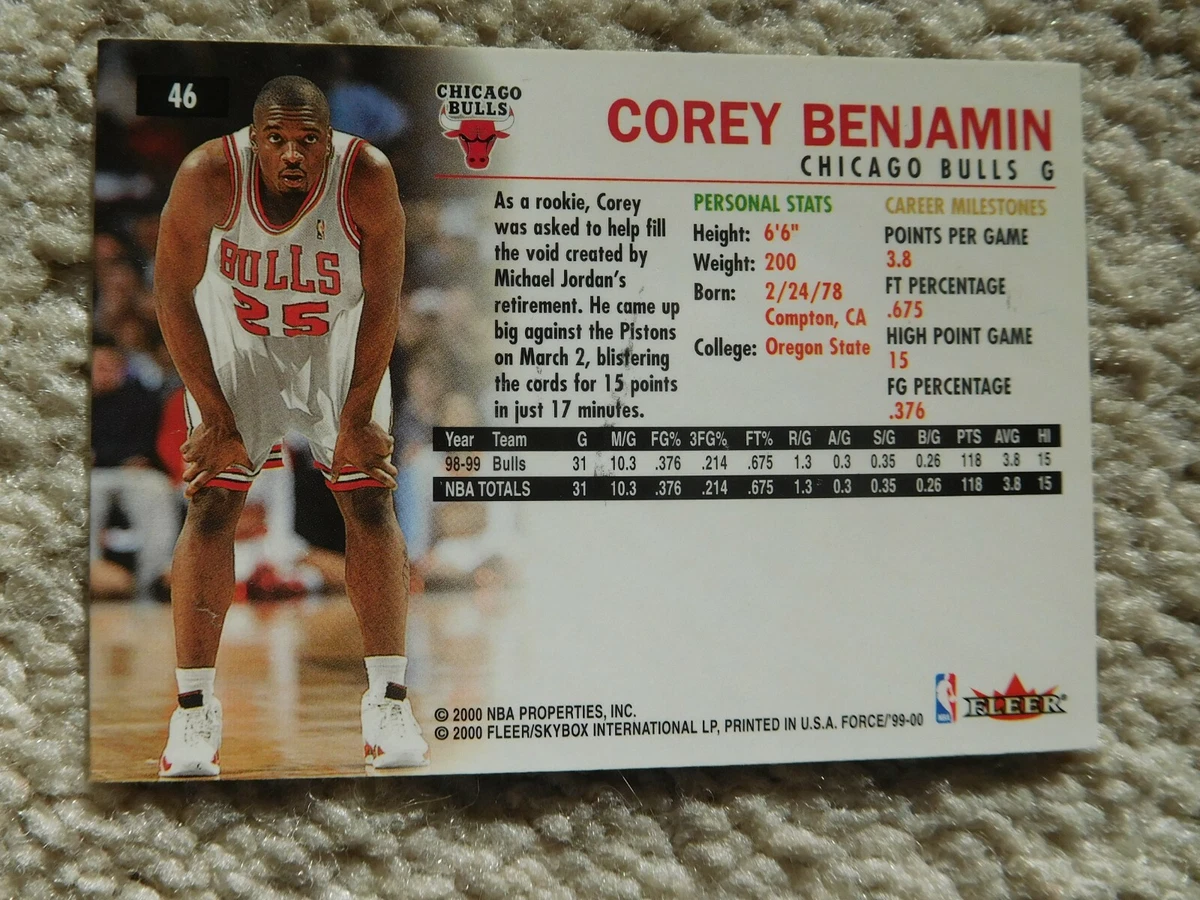 46
CHICAGO
BULLS
COREY BENJAMIN
CHICAGO BULLS G
BULLS
25
As a rookie, Corey
was asked to help fill
the void created by
Michael Jordan's
retirement. He came up
big against the Pistons
on March 2, blistering
the cords for 15 points
in just 17 minutes.
PERSONAL STATS
Height: 6'6"
Weight: 200
Born: 2/24/78
Compton, CA
College: Oregon State
CAREER MILESTONES
POINTS PER GAME
3.8
FT PERCENTAGE
.675
HIGH POINT GAME
15
FG PERCENTAGE
.376
Year Team G M/G FG% 3FG% FT% R/G A/G S/G B/G PTS AVG HI
98-99 Bulls 31 10.3 .376 .214 .675 1.3 0.3 0.35 0.26 118 3.8 15
NBA TOTALS 31 10.3 .376 .214 .675 1.3 0.3 0.35 0.26 118 3.8 15
© 2000 NBA PROPERTIES, INC.
© 2000 FLEER/SKYBOX INTERNATIONAL LP, PRINTED IN U.S.A. FORCE/'99-00
NBA
FLEER®